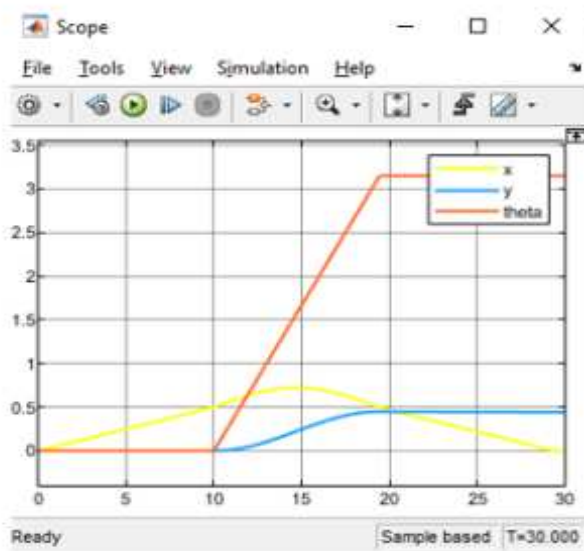 Scope
File Tools View Simulation Help
3.5
3
2.5
2
1.5
1
0.5
0
x
y
theta
0 5 10 15 20 25 30
Ready Sample based T=30.000